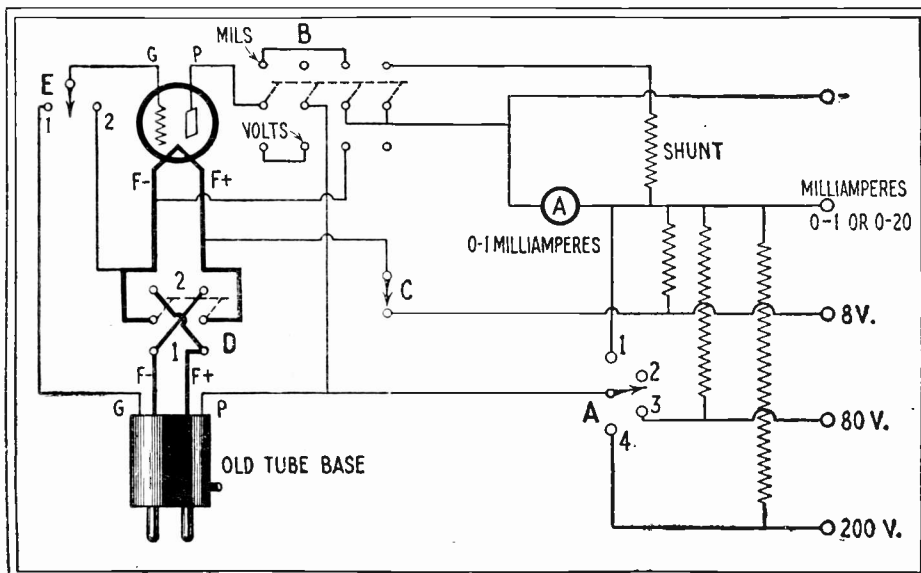 MILS
B
G
P
E
1
2
VOLTS
F-
F+
-
SHUNT
A
0-1 MILLIAMPERES
MILLIAMPERES
0-1 OR 0-20
C
8 V.
2
1
D
F-
F+
G
P
1
2
3
4
A
80 V.
200 V.
OLD TUBE BASE